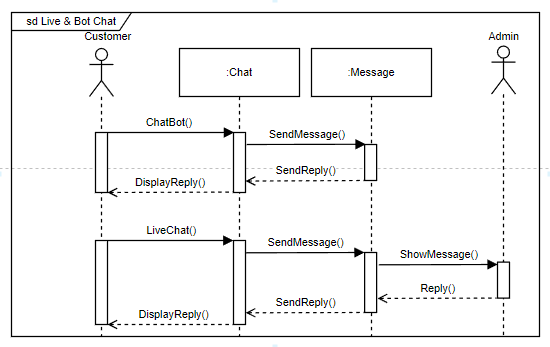 sd Live & Bot Chat
Customer
:Chat
:Message
Admin
ChatBot()
SendMessage()
SendReply()
DisplayReply()
LiveChat()
SendMessage()
ShowMessage()
Reply()
SendReply()
DisplayReply()